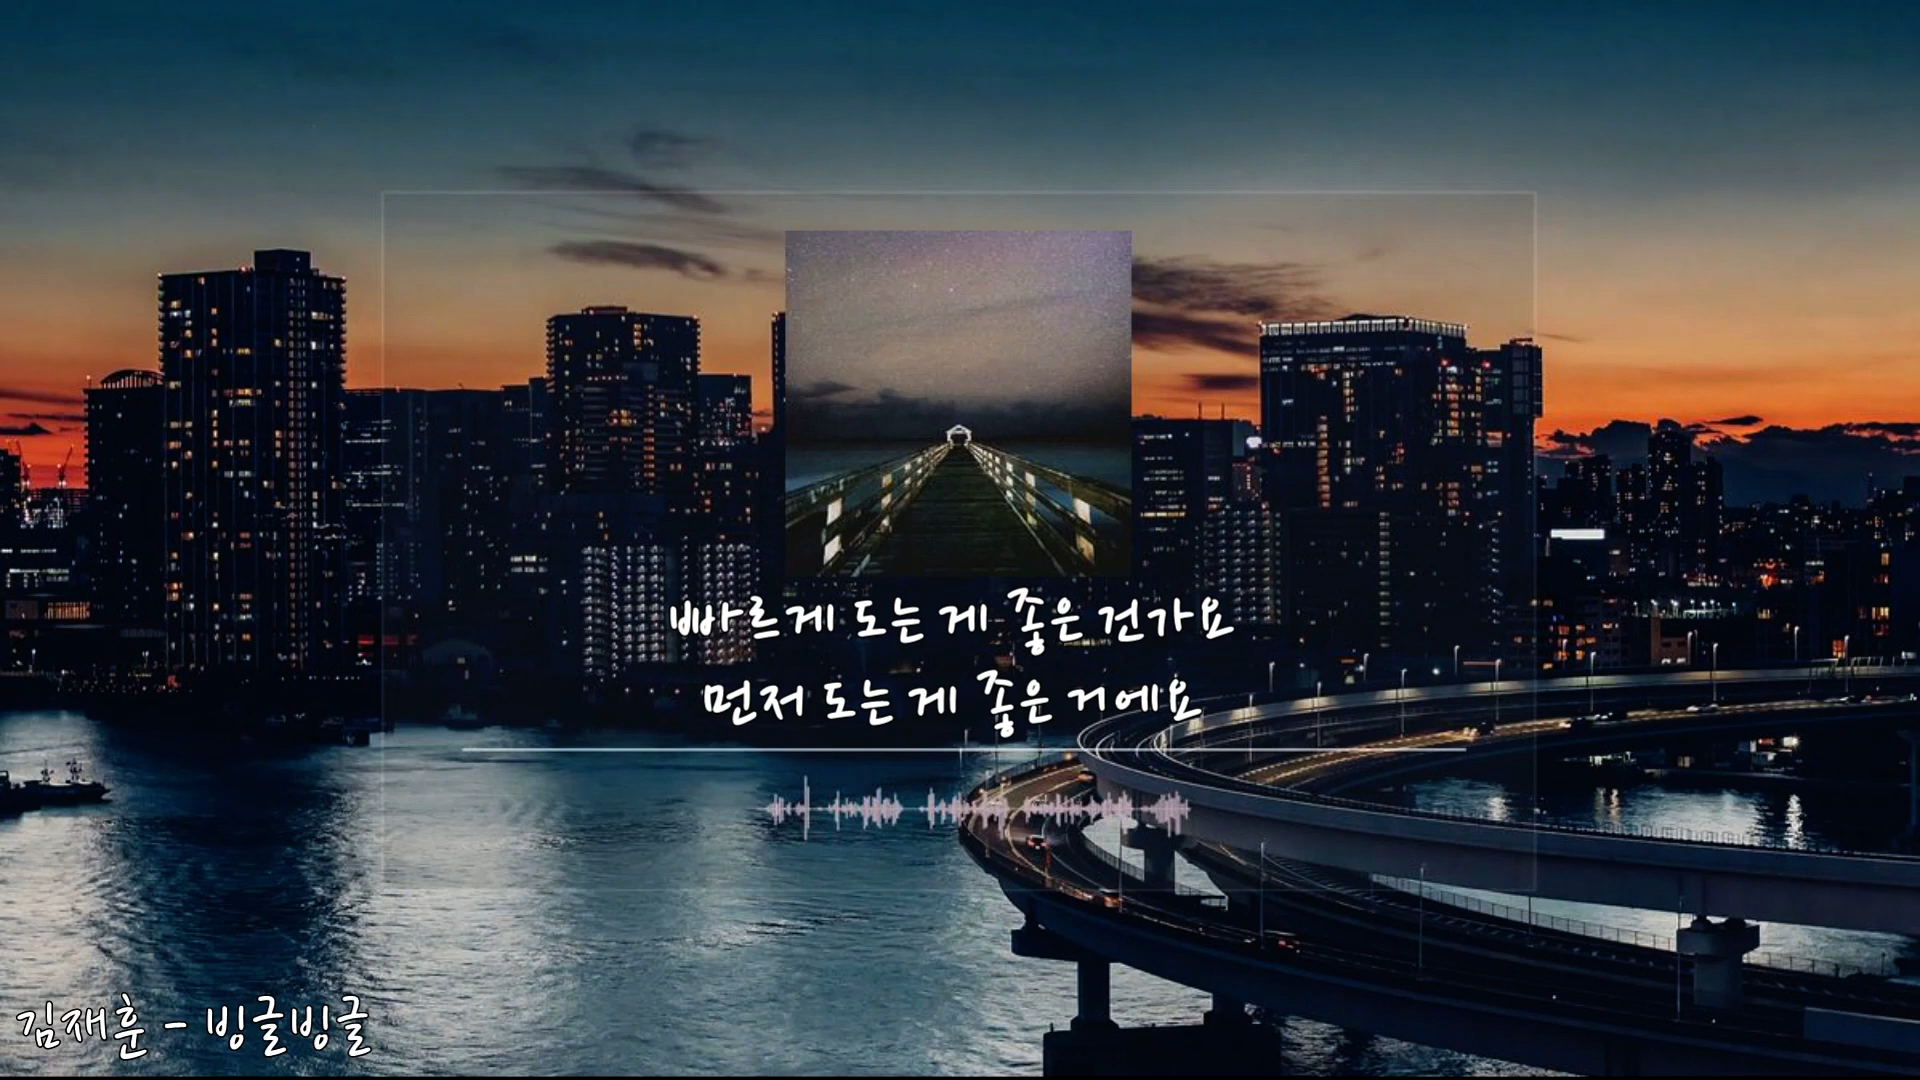 빠르게 도는 게 좋은 건가요
먼저 도는 게 좋은 거에요
김재훈 - 빙글빙글